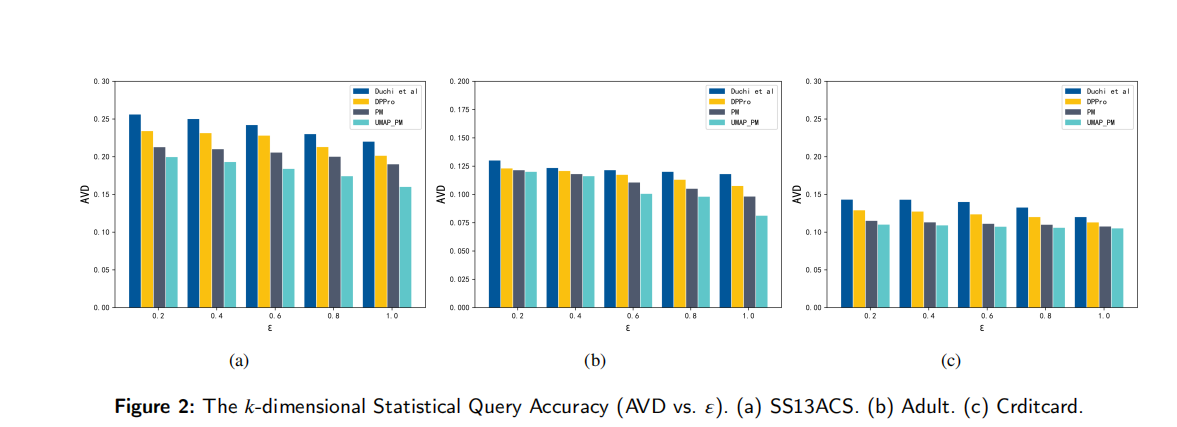 0.30
0.25
0.20
0.15
0.10
0.05
0.00
AVD
0.2 0.4 0.6 0.8 1.0
ε
Duchi et al
DPPro
PM
UMAP_PM
(a)
0.200
0.175
0.150
0.125
0.100
0.075
0.050
0.025
0.000
AVD
0.2 0.4 0.6 0.8 1.0
ε
Duchi et al
DPPro
PM
UMAP_PM
(b)
0.30
0.25
0.20
0.15
0.10
0.05
0.00
AVD
0.2 0.4 0.6 0.8 1.0
ε
Duchi et al
DPPro
PM
UMAP_PM
(c)
Figure 2: The k-dimensional Statistical Query Accuracy (AVD vs. ε). (a) SS13ACS. (b) Adult. (c) Crditcard.